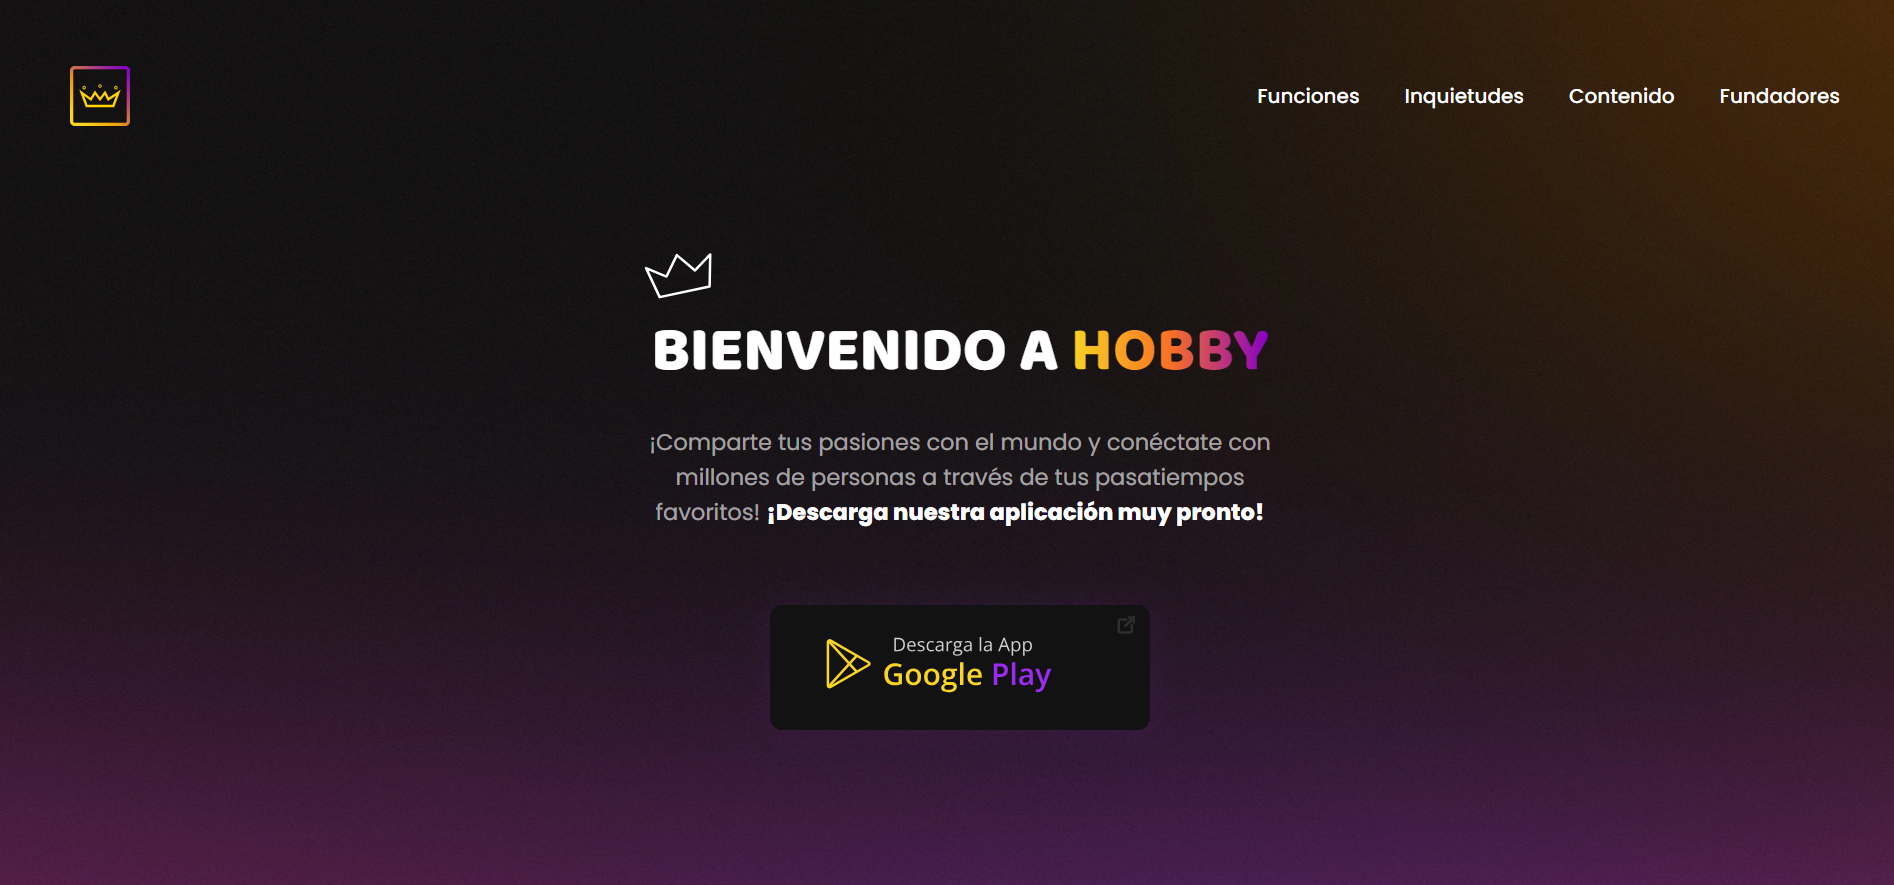 Funciones Inquietudes Contenido Fundadores
BIENVENIDO A HOBBY
¡Comparte tus pasiones con el mundo y conéctate con
millones de personas a través de tus pasatiempos
favoritos! ¡Descarga nuestra aplicación muy pronto!
Descarga la App
Google Play